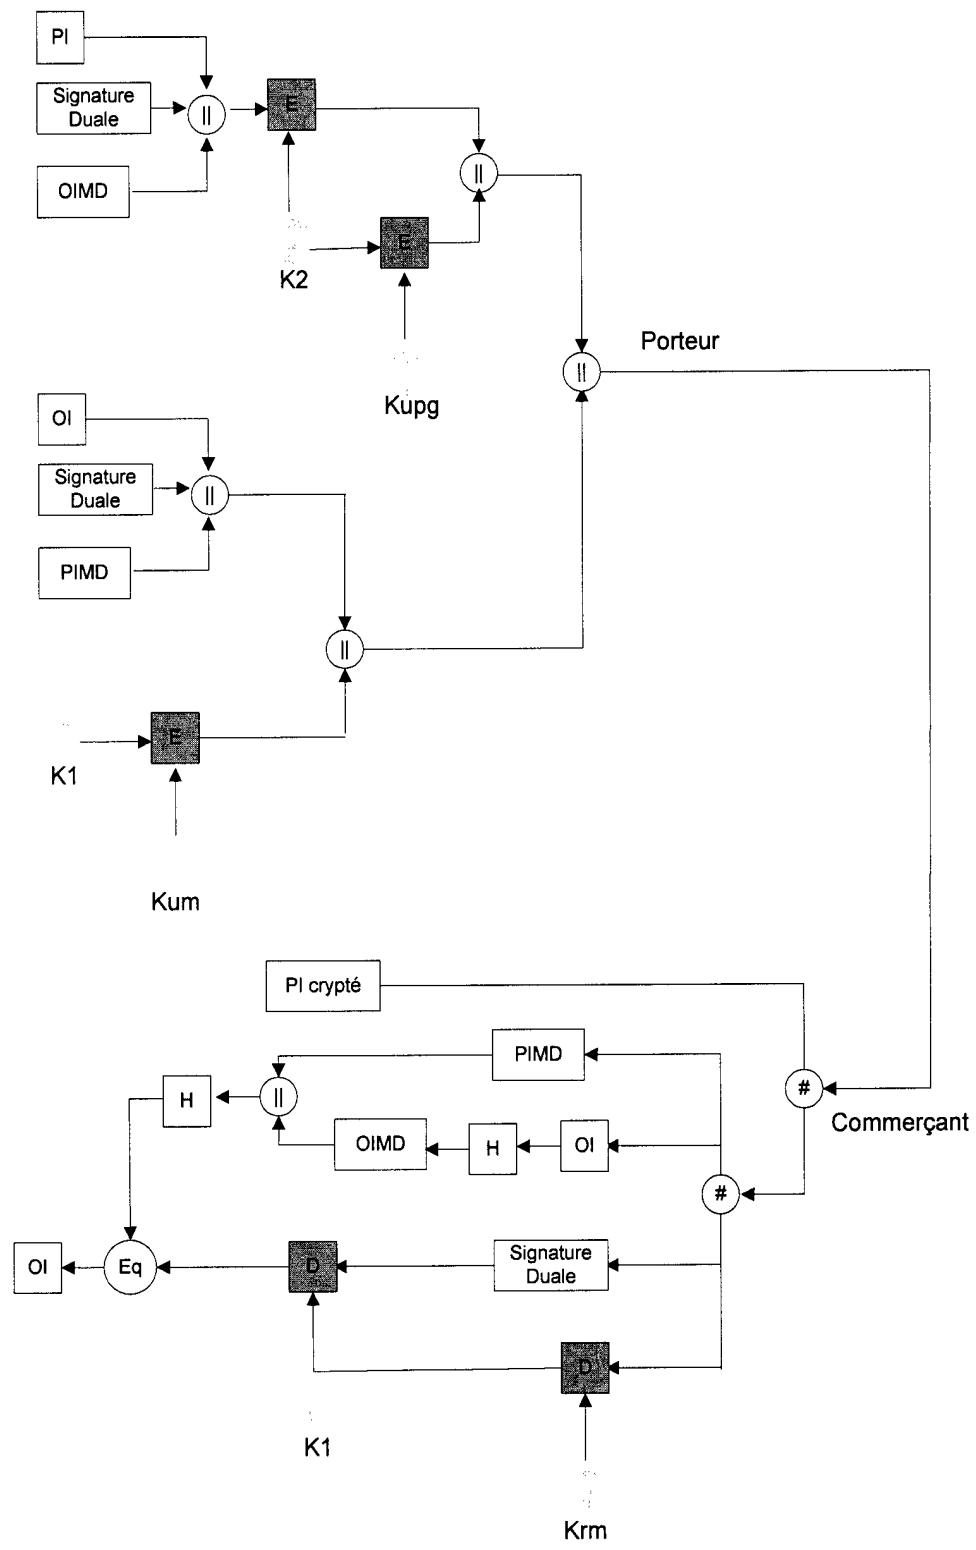 PI
Signature
Duale
||
E
OIMD
||
E
K2
Kupg
Porteur
||
OI
Signature
Duale
||
PIMD
||
E
K1
Kum
PI crypté
PIMD
#
H
||
OIMD
H
OI
Commerçant
#
OI
Eq
D
Signature
Duale
D
K1
Krm